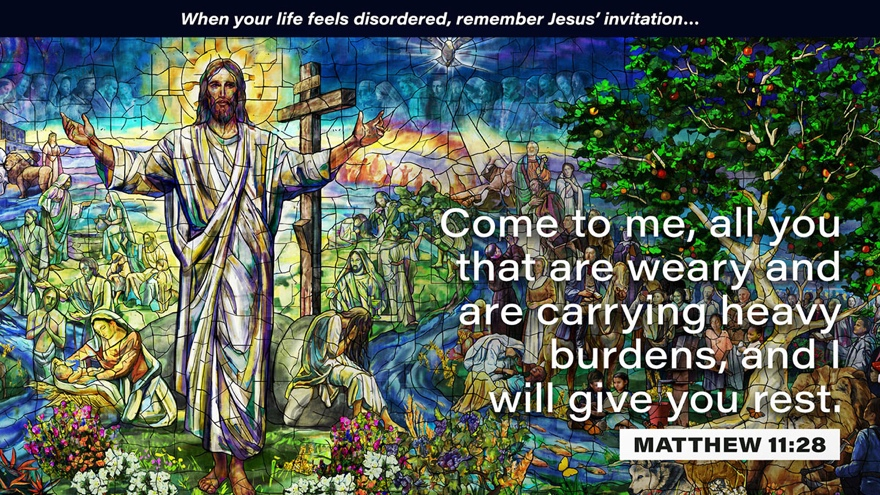 When your life feels disordered, remember Jesus’ invitation…
Come to me, all you
that are weary and
are carrying heavy
burdens, and I
will give you rest.
MATTHEW 11:28